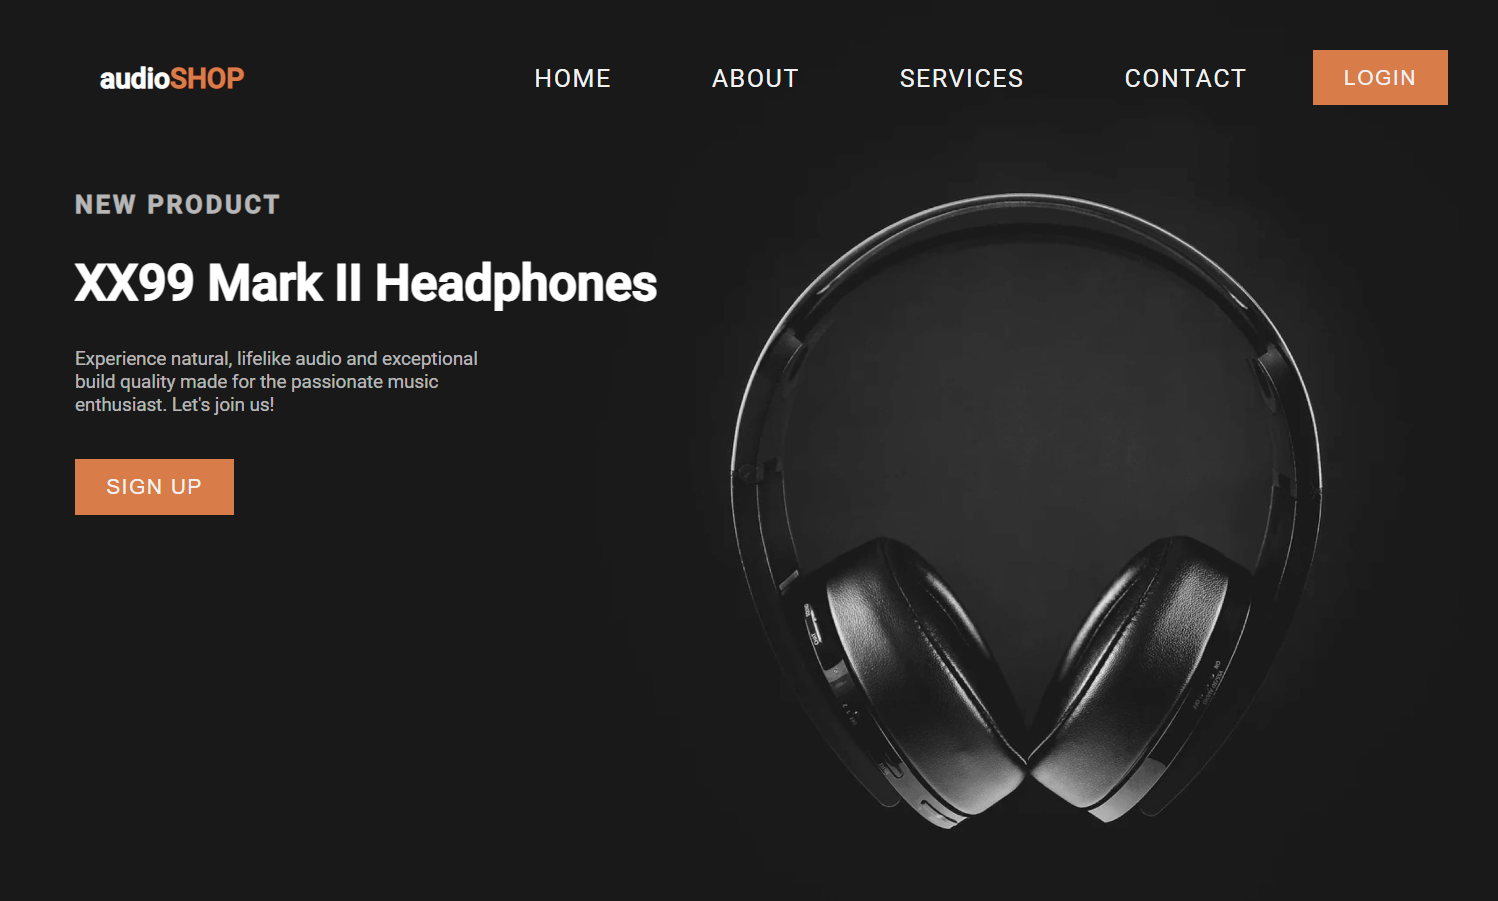 audioSHOP
HOME
ABOUT
SERVICES
CONTACT
LOGIN
NEW PRODUCT
XX99 Mark II Headphones
Experience natural, lifelike audio and exceptional
build quality made for the passionate music
enthusiast. Let's join us!
SIGN UP